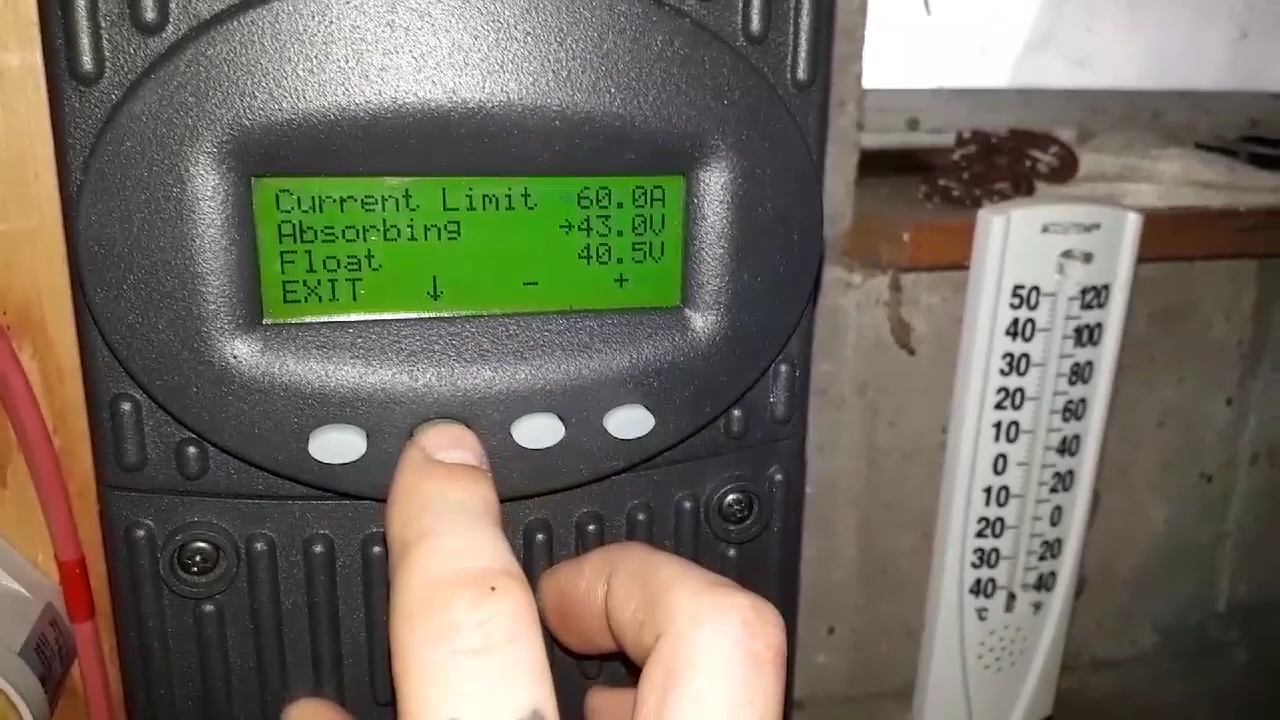 Current Limit 60.0A
Absorbing →43.0V
Float 40.5V
EXIT ↓ - +
50 120
40 100
30 80
20 60
10 40
0 20
10 0
20 20
30 40
40
°C °F